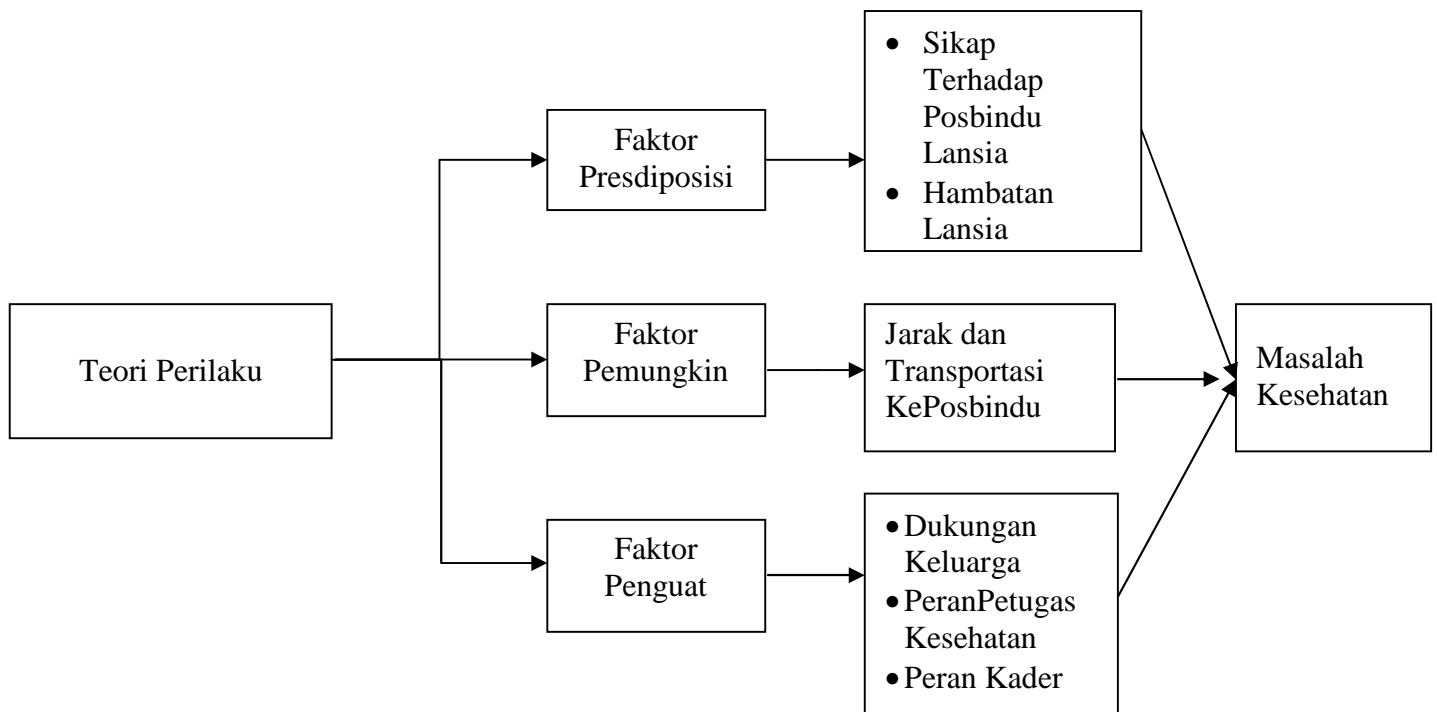 Teori Perilaku
Faktor
Presdiposisi
• Sikap
Terhadap
Posbindu
Lansia
• Hambatan
Lansia
Faktor
Pemungkin
Jarak dan
Transportasi
KePosbindu
Faktor
Penguat
• Dukungan
Keluarga
• PeranPetugas
Kesehatan
• Peran Kader
Masalah
Kesehatan